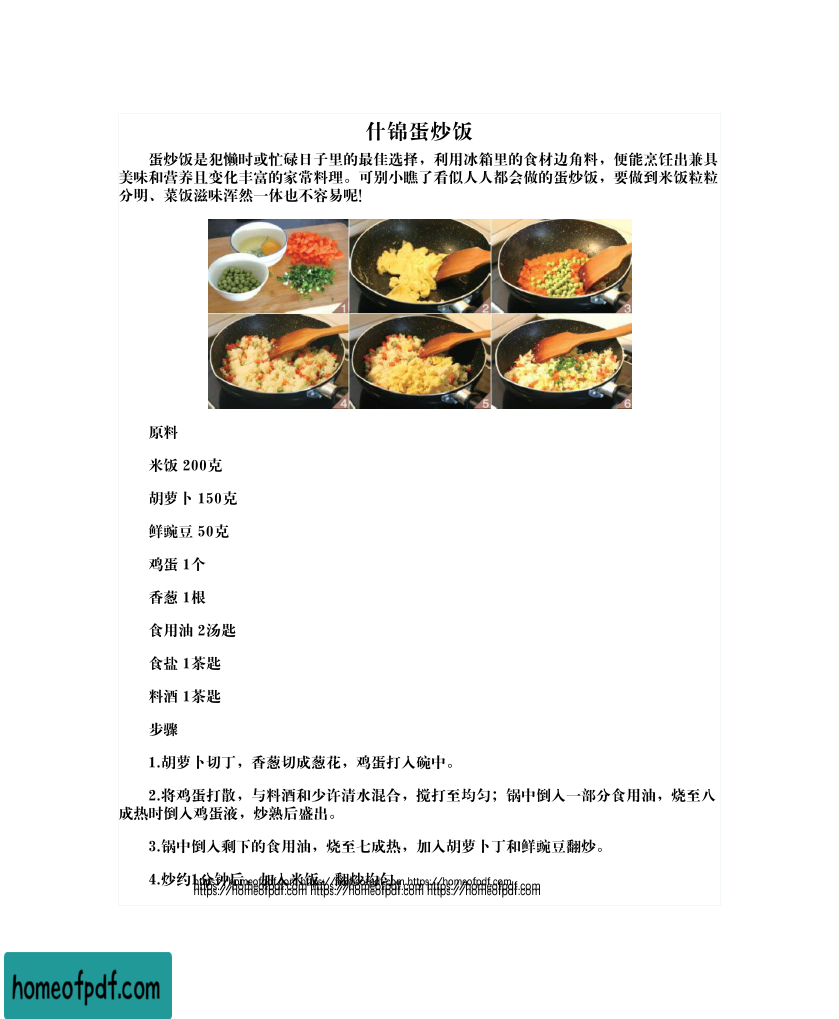 什锦蛋炒饭
蛋炒饭是犯懒时或忙碌日子里的最佳选择，利用冰箱里的食材边角料，便能烹饪出兼具
美味和营养且变化丰富的家常料理。可别小瞧了看似人人都会做的蛋炒饭，要做到米饭粒粒
分明、菜饭滋味浑然一体也不容易呢!
1
2
3
4
5
6
原料
米饭 200克
胡萝卜 150克
鲜豌豆 50克
鸡蛋 1个
香葱 1根
食用油 2汤匙
食盐 1茶匙
料酒 1茶匙
步骤
1.胡萝卜切丁，香葱切成葱花，鸡蛋打入碗中。
2.将鸡蛋打散，与料酒和少许清水混合，搅打至均匀；锅中倒入一部分食用油，烧至八
成热时倒入鸡蛋液，炒熟后盛出。
3.锅中倒入剩下的食用油，烧至七成热，加入胡萝卜丁和鲜豌豆翻炒。
4.炒约1分钟后，加入米饭，翻炒均匀。
https://homeofpdf.com https://homeofpdf.com https://homeofpdf.com
https://homeofpdf.com https://homeofpdf.com https://homeofpdf.com
homeofpdf.com